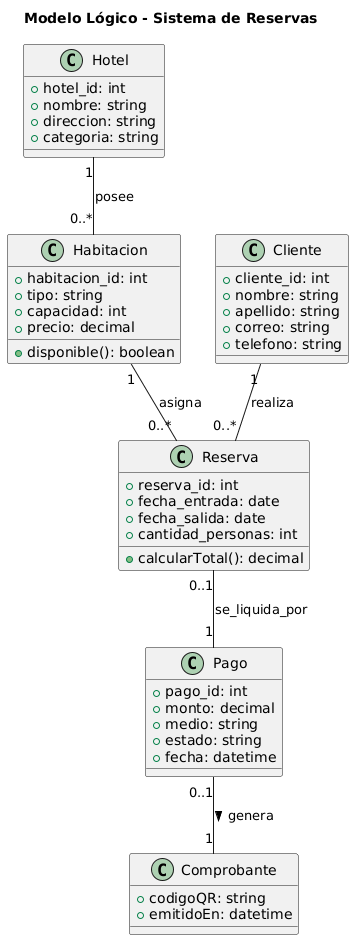 Modelo Lógico - Sistema de Reservas
C Hotel
hotel_id: int
nombre: string
direccion: string
categoria: string
1
posee
0..*
C Habitacion
habitacion_id: int
tipo: string
capacidad: int
precio: decimal
disponible(): boolean
C Cliente
cliente_id: int
nombre: string
apellido: string
correo: string
telefono: string
1
asigna
0..*
1
realiza
0..*
C Reserva
reserva_id: int
fecha_entrada: date
fecha_salida: date
cantidad_personas: int
calcularTotal(): decimal
0..1
se_liquida_por
1
C Pago
pago_id: int
monto: decimal
medio: string
estado: string
fecha: datetime
0..1
genera
1
C Comprobante
codigoQR: string
emitidoEn: datetime